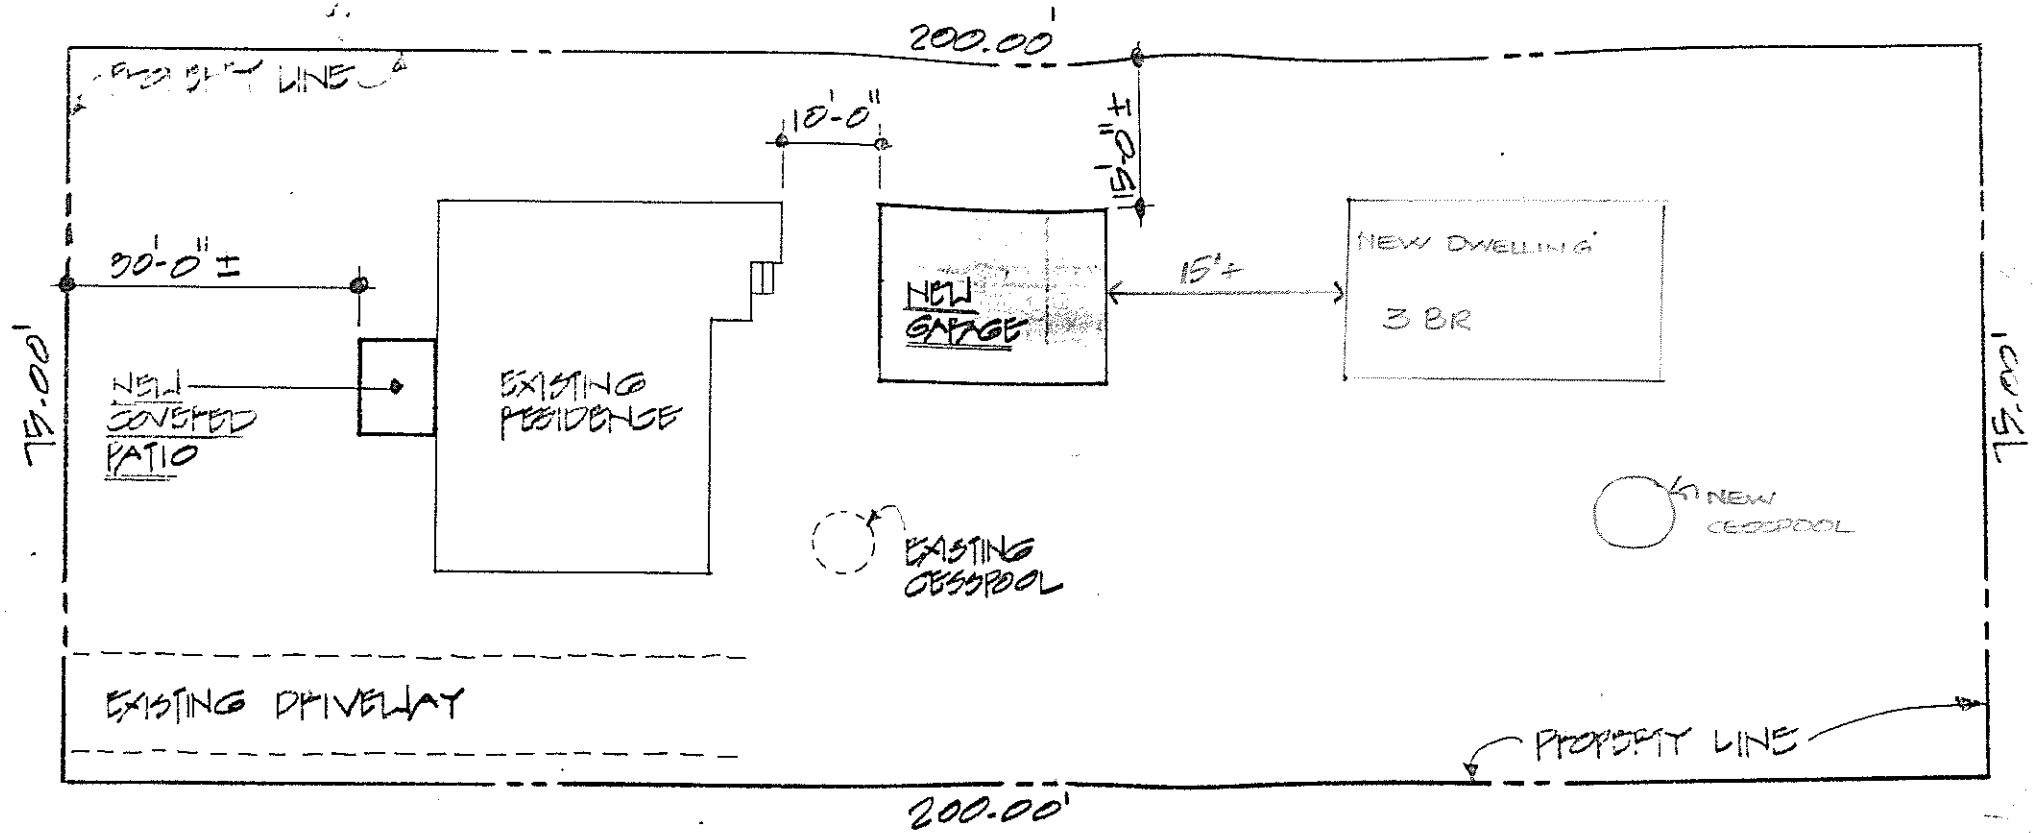 200.00'
PROPERTY LINE
10'-0"
15'-0" ±
30'-0" ±
NEW DWELLING
3 BR
15'±
NEW
GARAGE
75.00'
75.00'
NEW
COVERED
PATIO
EXISTING
RESIDENCE
NEW
CESSPOOL
EXISTING
CESSPOOL
EXISTING DRIVEWAY
PROPERTY LINE
200.00'